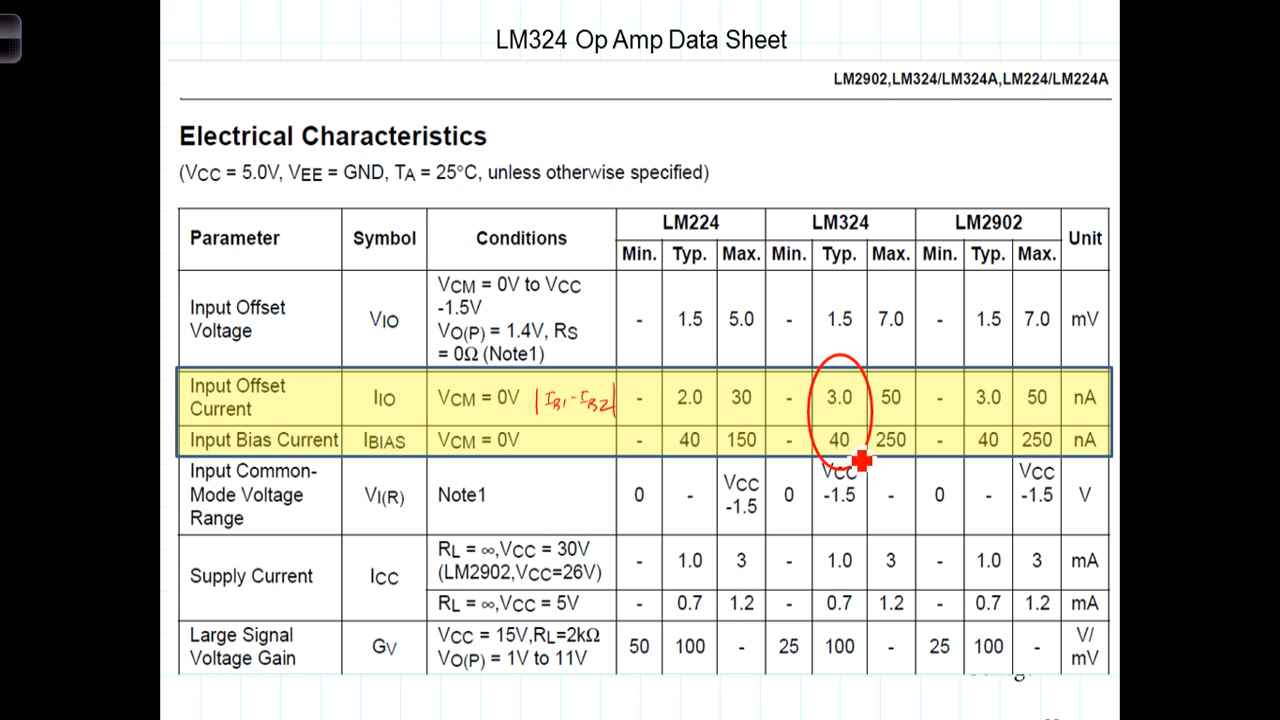 LM324 Op Amp Data Sheet
LM2902,LM324/LM324A,LM224/LM224A
Electrical Characteristics
(VCC = 5.0V, VEE = GND, TA = 25°C, unless otherwise specified)
Parameter Symbol Conditions LM224 LM324 LM2902 Unit
Min. Typ. Max. Min. Typ. Max. Min. Typ. Max.
Input Offset Voltage VIO VCM = 0V to VCC -1.5V VO(P) = 1.4V, RS = 0Ω (Note1) - 1.5 5.0 - 1.5 7.0 - 1.5 7.0 mV
Input Offset Current IIO VCM = 0V |IB1 - IB2| - 2.0 30 - 3.0 50 - 3.0 50 nA
Input Bias Current IBIAS VCM = 0V - 40 150 - 40 250 - 40 250 nA
Input Common-Mode Voltage Range VI(R) Note1 0 - VCC -1.5 0 VCC -1.5 - 0 - VCC -1.5 V
Supply Current ICC RL = ∞,VCC = 30V (LM2902,VCC=26V) - 1.0 3 - 1.0 3 - 1.0 3 mA
RL = ∞,VCC = 5V - 0.7 1.2 - 0.7 1.2 - 0.7 1.2 mA
Large Signal Voltage Gain GV VCC = 15V,RL=2kΩ VO(P) = 1V to 11V 50 100 - 25 100 - 25 100 - V/mV